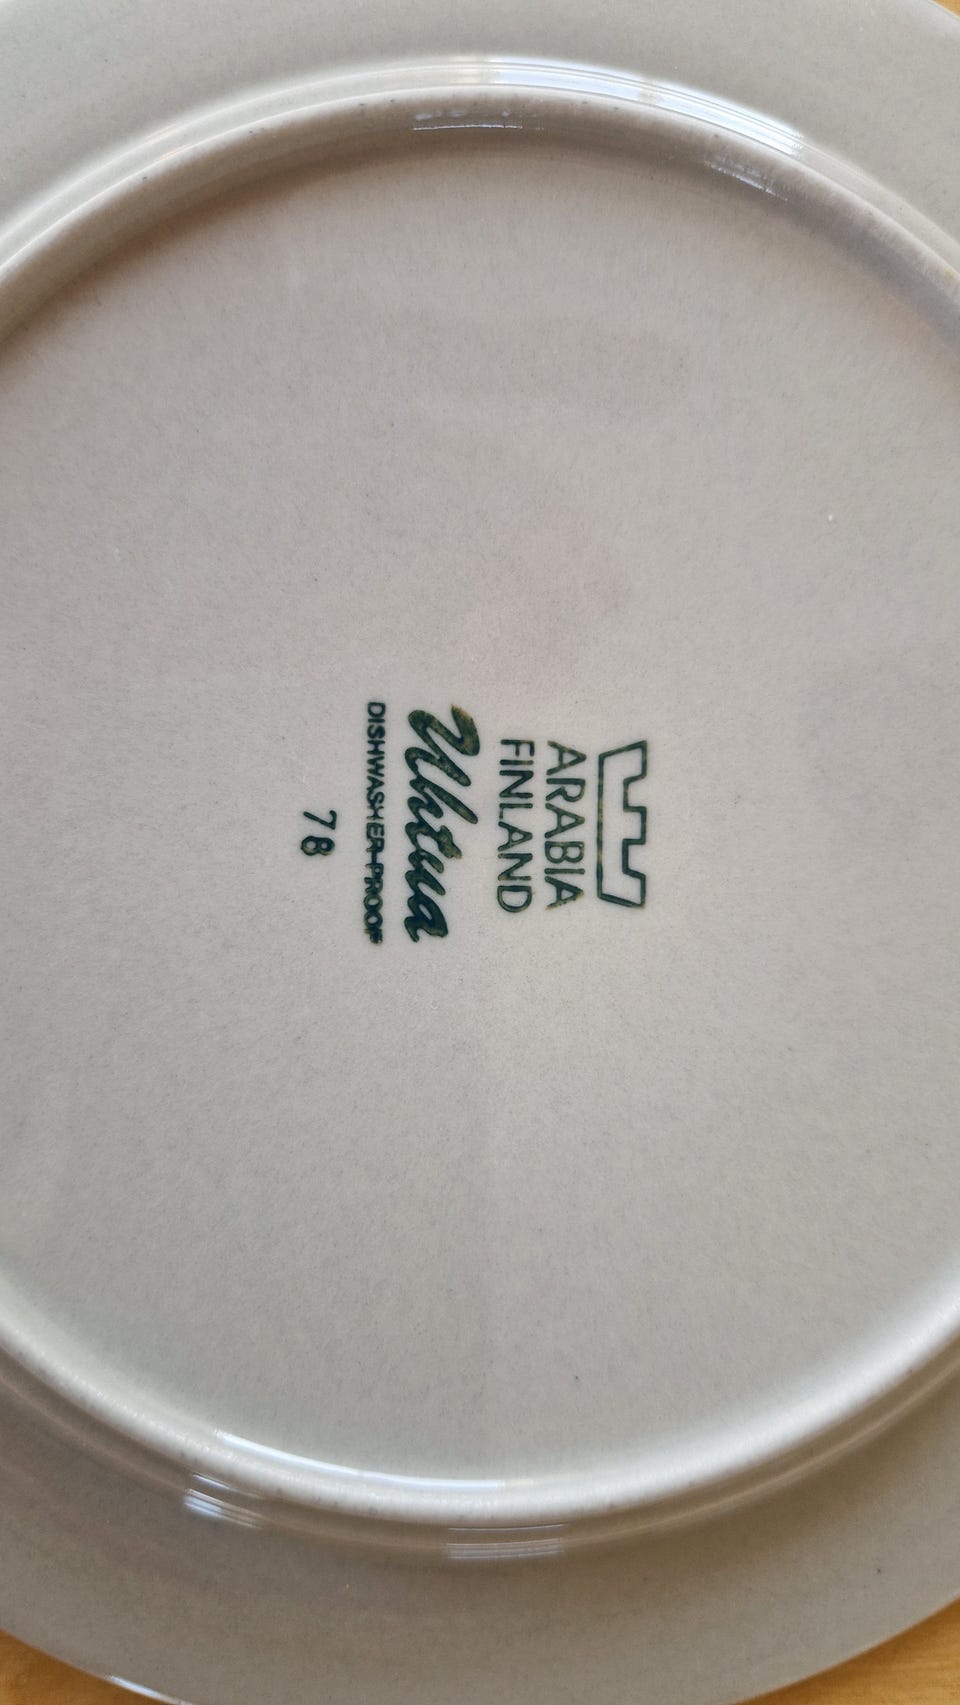 ARABIA
FINLAND
Uhtua
DISHWASHER-PROOF
78